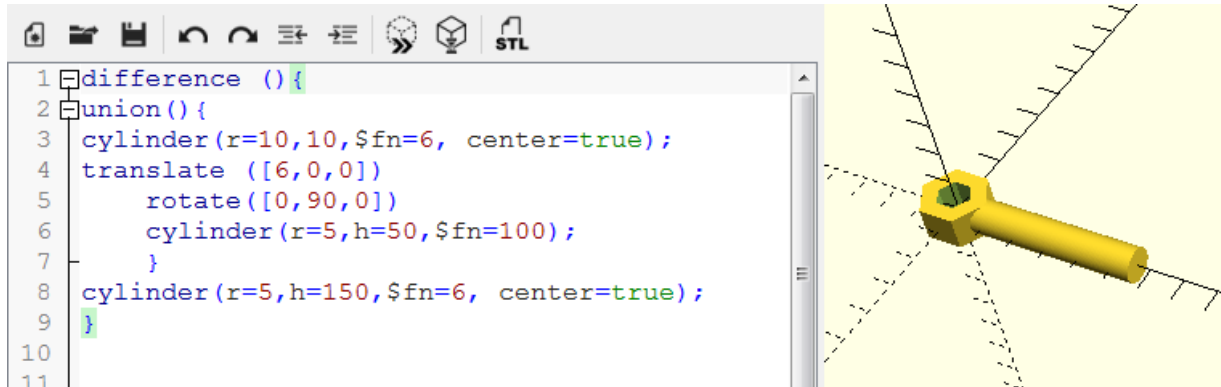 STL
1 difference (){
2 union(){
3 cylinder(r=10,10,$fn=6, center=true);
4 translate ([6,0,0])
5     rotate([0,90,0])
6     cylinder(r=5,h=50,$fn=100);
7     }
8 cylinder(r=5,h=150,$fn=6, center=true);
9 }
10
11